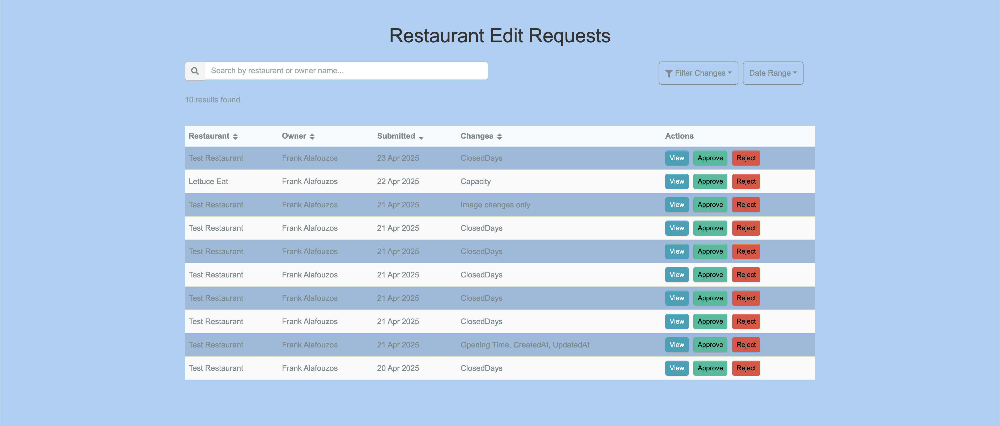 Restaurant Edit Requests
Search by restaurant or owner name...
Filter Changes
Date Range
10 results found
Restaurant Owner Submitted Changes Actions
Test Restaurant Frank Alafouzos 23 Apr 2025 ClosedDays View Approve Reject
Lettuce Eat Frank Alafouzos 22 Apr 2025 Capacity View Approve Reject
Test Restaurant Frank Alafouzos 21 Apr 2025 Image changes only View Approve Reject
Test Restaurant Frank Alafouzos 21 Apr 2025 ClosedDays View Approve Reject
Test Restaurant Frank Alafouzos 21 Apr 2025 ClosedDays View Approve Reject
Test Restaurant Frank Alafouzos 21 Apr 2025 ClosedDays View Approve Reject
Test Restaurant Frank Alafouzos 21 Apr 2025 ClosedDays View Approve Reject
Test Restaurant Frank Alafouzos 21 Apr 2025 ClosedDays View Approve Reject
Test Restaurant Frank Alafouzos 21 Apr 2025 Opening Time, CreatedAt, UpdatedAt View Approve Reject
Test Restaurant Frank Alafouzos 20 Apr 2025 ClosedDays View Approve Reject